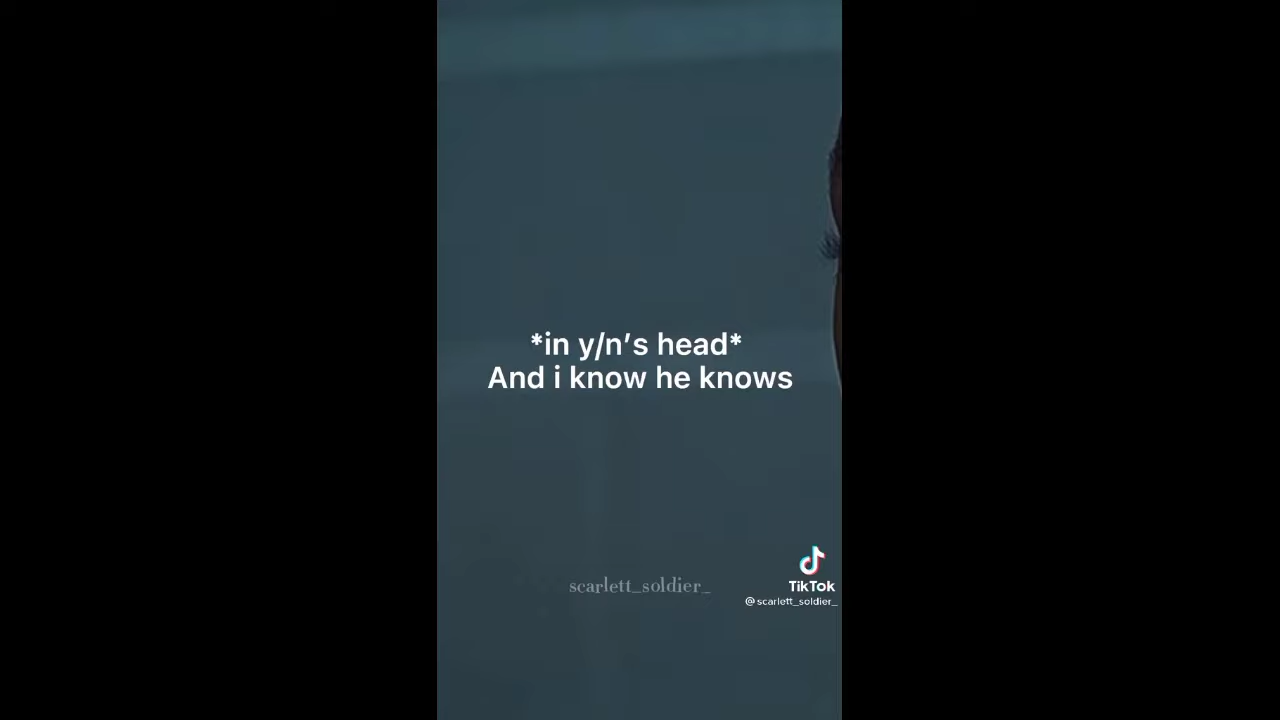 *in y/n’s head*
And i know he knows
scarlett_soldier_
TikTok
@scarlett_soldier_